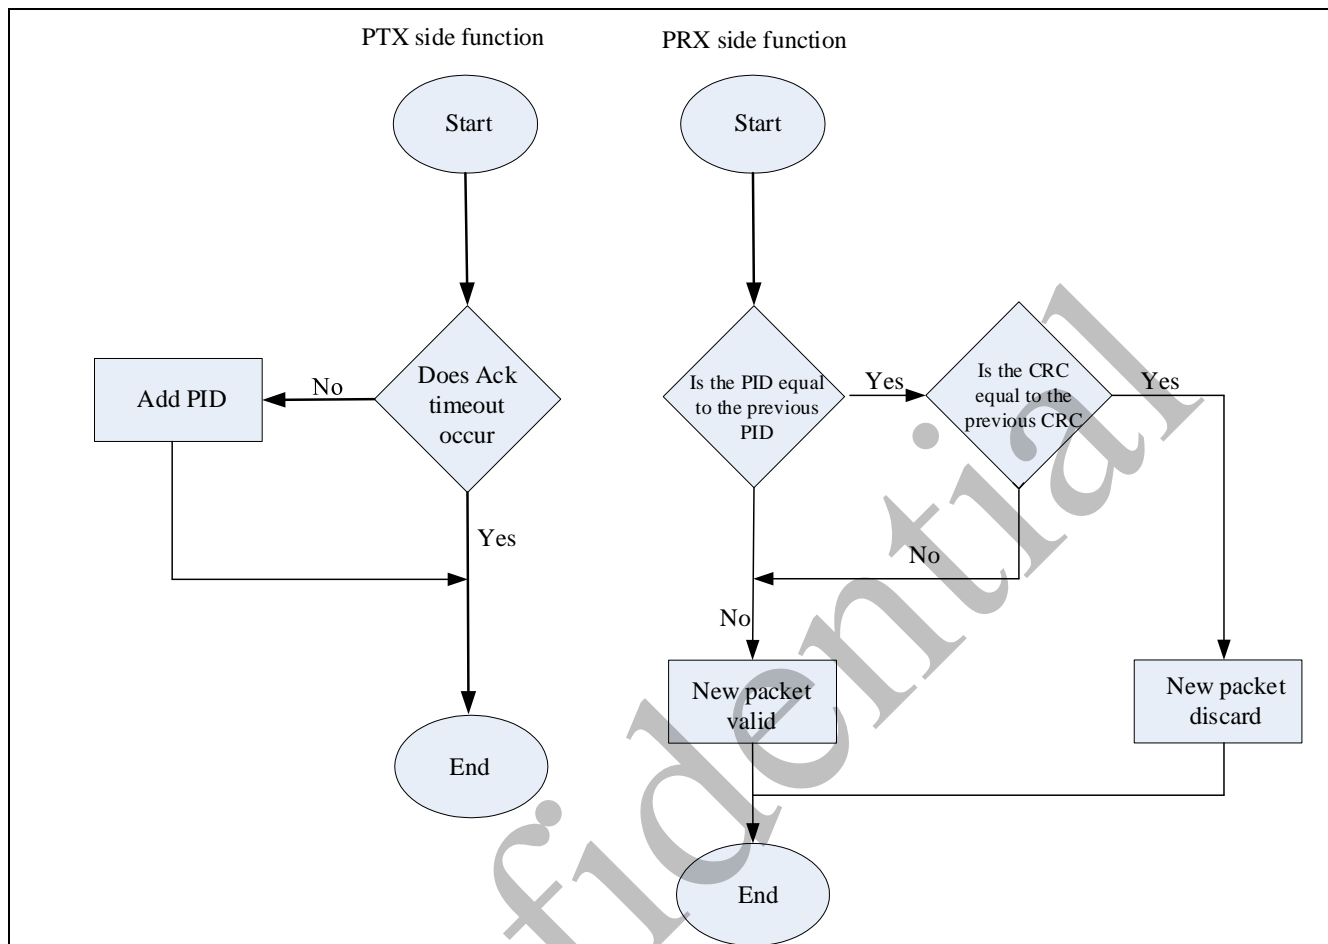 PTX side function
PRX side function
Start
Start
Does Ack
timeout
occur
No
Add PID
Yes
End
Is the PID equal
to the previous
PID
Yes
Is the CRC
equal to the
previous CRC
Yes
No
No
New packet
valid
New packet
discard
End
fidential